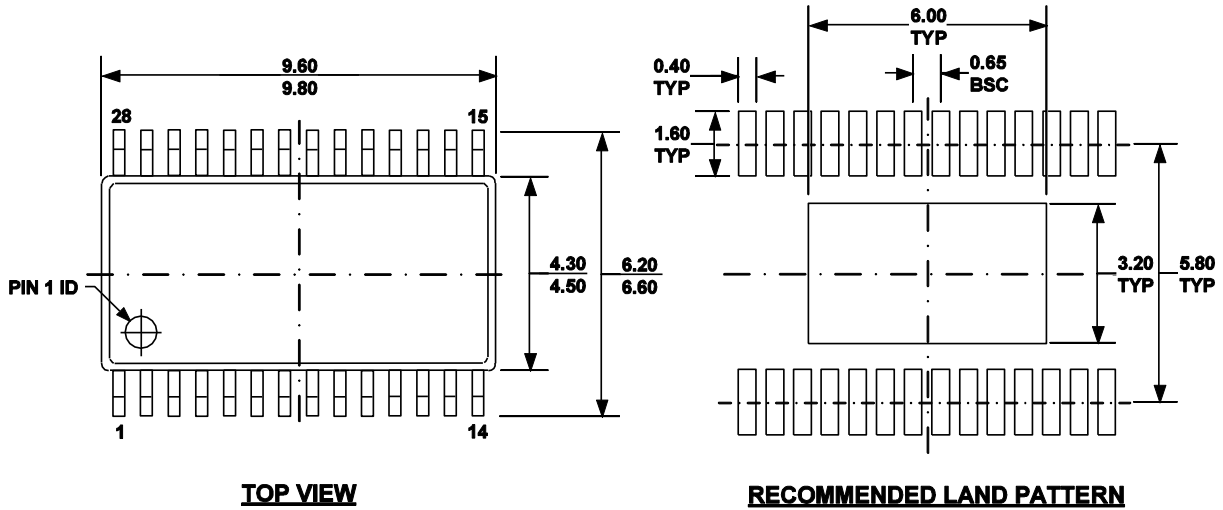 9.60
9.80
28
15
4.30
4.50
6.20
6.60
PIN 1 ID
1
14
TOP VIEW
6.00
TYP
0.40
TYP
0.65
BSC
1.60
TYP
3.20
TYP
5.80
TYP
RECOMMENDED LAND PATTERN